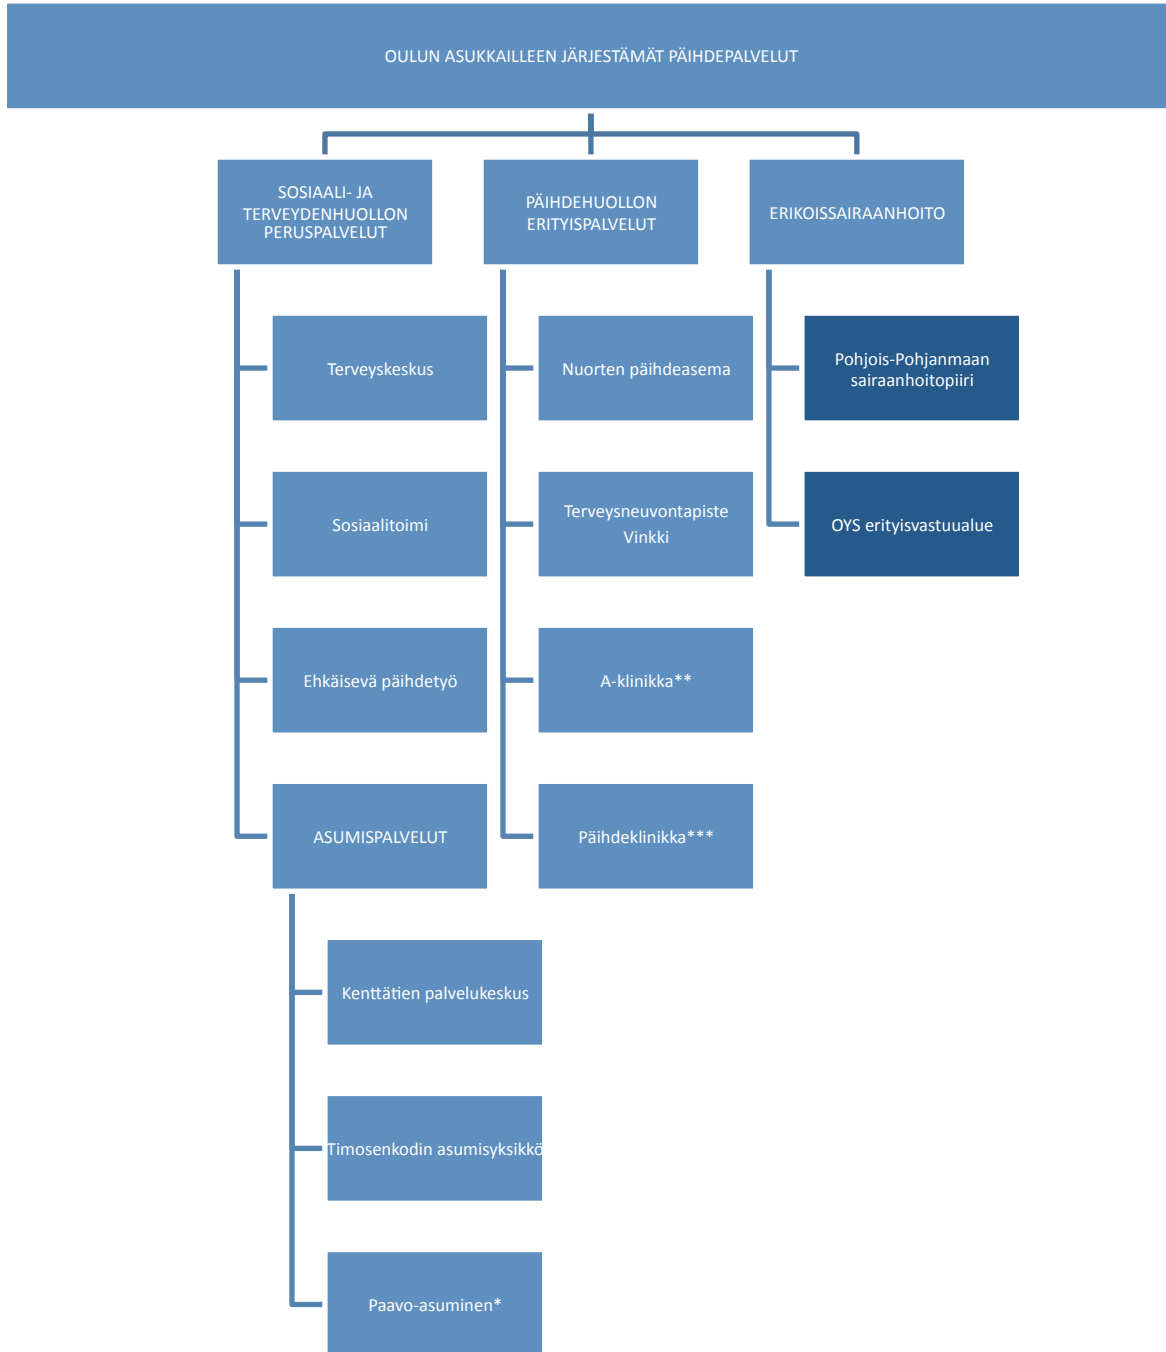 OULUN ASUKKAILLEEN JÄRJESTÄMÄT PÄIHDEPALVELUT
SOSIAALI- JA
TERVEYDENHUOLLON
PERUSPALVELUT
PÄIHDEHUOLLON
ERITYISPALVELUT
ERIKOISSAIRAANHOITO
Terveyskeskus
Nuorten päihdeasema
Pohjois-Pohjanmaan
sairaanhoitopiiri
Sosiaalitoimi
Terveysneuvontapiste
Vinkki
OYS erityisvastuualue
Ehkäisevä päihdetyö
A-klinikka**
ASUMISPALVELUT
Päihdeklinikka***
Kenttätien palvelukeskus
Timosenkodin asumisyksikkö
Paavo-asuminen*